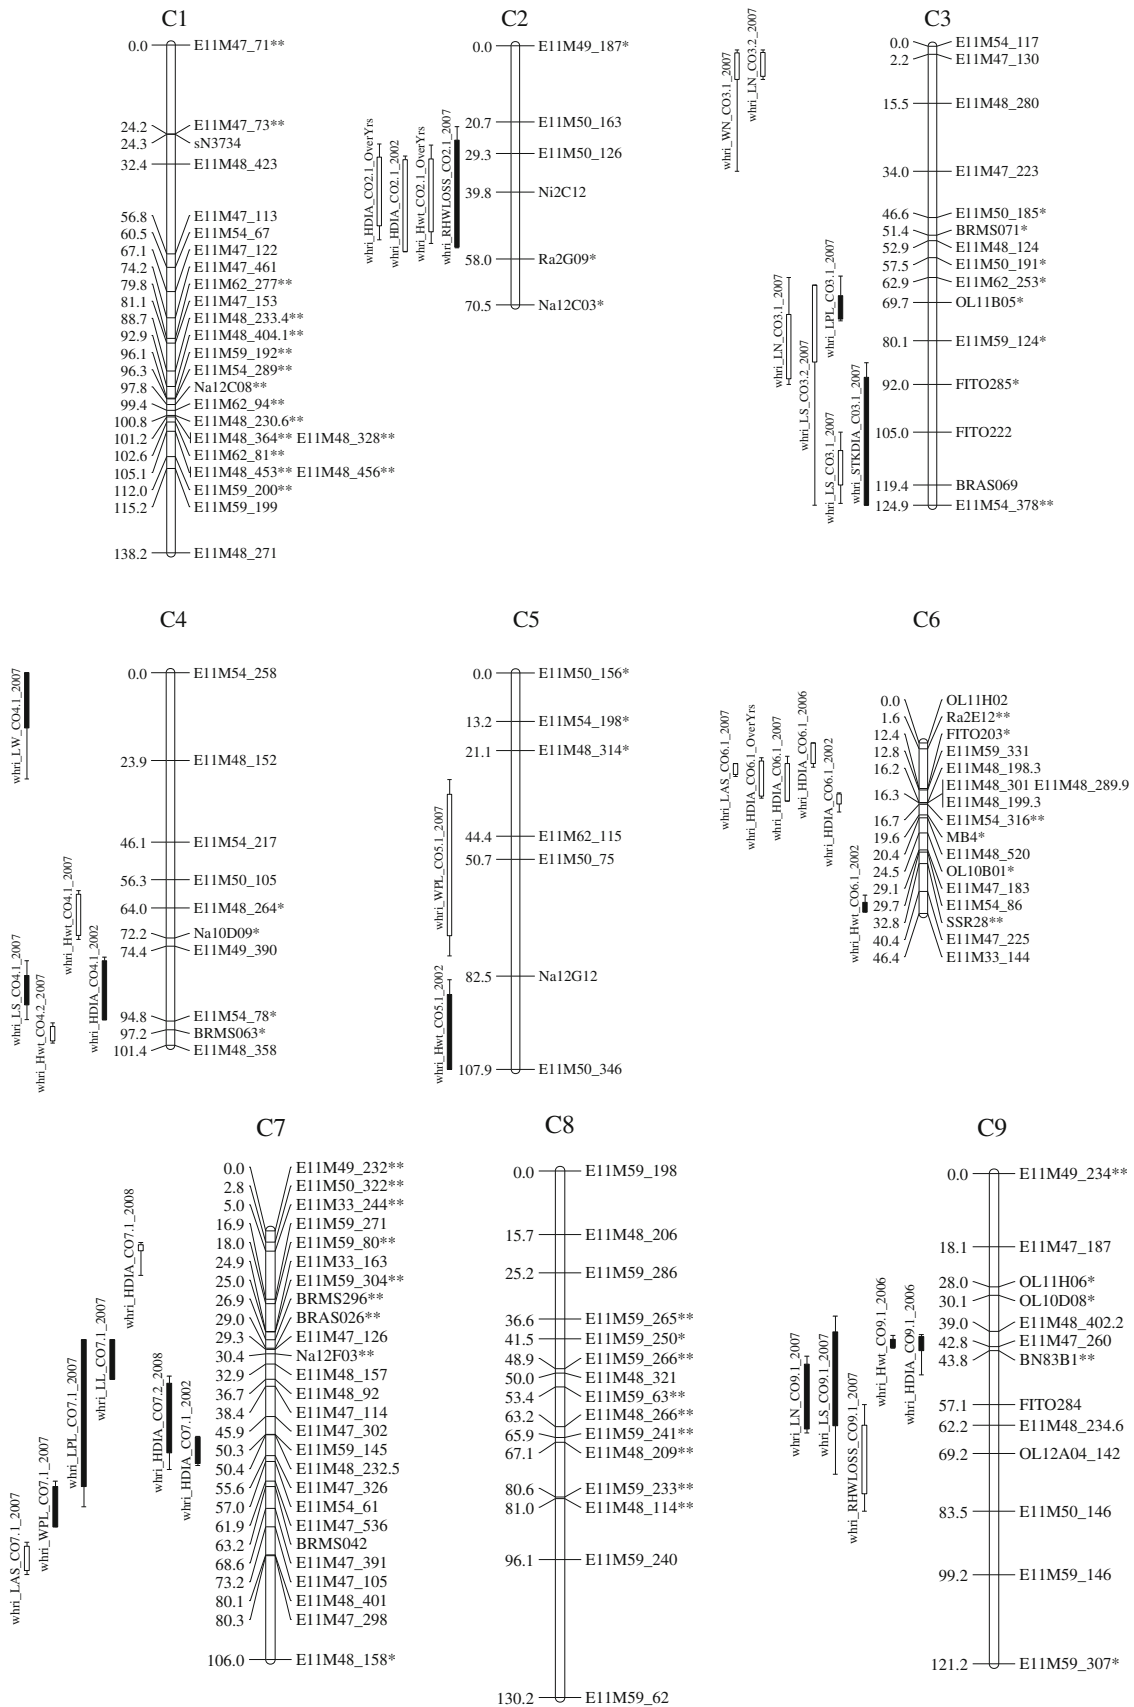 C1
0.0 E11M47_71**
24.2 E11M47_73**
24.3 sN3734
32.4 E11M48_423
56.8 E11M47_113
60.5 E11M54_67
67.1 E11M47_122
74.2 E11M47_461
79.8 E11M62_277**
81.1 E11M47_153
88.7 E11M48_233.4**
92.9 E11M48_404.1**
96.1 E11M59_192**
96.3 E11M54_289**
97.8 Na12C08**
99.4 E11M62_94**
100.8 E11M48_230.6**
101.2 E11M48_364** E11M48_328**
102.6 E11M62_81**
105.1 E11M48_453** E11M48_456**
112.0 E11M59_200**
115.2 E11M59_199
138.2 E11M48_271
C2
whri_HDIA_CO2.1_OverYrs
whri_HDIA_CO2.1_2002
whri_Hwt_CO2.1_OverYrs
whri_RHWLOSS_CO2.1_2007
0.0 E11M49_187*
20.7 E11M50_163
29.3 E11M50_126
39.8 Ni2C12
58.0 Ra2G09*
70.5 Na12C03*
C3
whri_WN_CO3.1_2007
whri_LN_CO3.2_2007
whri_LN_CO3.1_2007
whri_LS_CO3.2_2007
whri_LPL_CO3.1_2007
whri_LS_CO3.1_2007
whri_STKDIA_C03.1_2007
0.0 E11M54_117
2.2 E11M47_130
15.5 E11M48_280
34.0 E11M47_223
46.6 E11M50_185*
51.4 BRMS071*
52.9 E11M48_124
57.5 E11M50_191*
62.9 E11M62_253*
69.7 OL11B05*
80.1 E11M59_124*
92.0 FITO285*
105.0 FITO222
119.4 BRAS069
124.9 E11M54_378**
C4
whri_LW_CO4.1_2007
whri_Hwt_CO4.1_2007
whri_LS_CO4.1_2007
whri_Hwt_CO4.2_2007
whri_HDIA_CO4.1_2002
0.0 E11M54_258
23.9 E11M48_152
46.1 E11M54_217
56.3 E11M50_105
64.0 E11M48_264*
72.2 Na10D09*
74.4 E11M49_390
94.8 E11M54_78*
97.2 BRMS063*
101.4 E11M48_358
C5
whri_WPL_CO5.1_2007
whri_Hwt_CO5.1_2002
0.0 E11M50_156*
13.2 E11M54_198*
21.1 E11M48_314*
44.4 E11M62_115
50.7 E11M50_75
82.5 Na12G12
107.9 E11M50_346
C6
whri_LAS_CO6.1_2007
whri_HDIA_CO6.1_OverYrs
whri_HDIA_C06.1_2007
whri_HDIA_CO6.1_2006
whri_HDIA_CO6.1_2002
whri_Hwt_CO6.1_2002
0.0 OL11H02
1.6 Ra2E12**
12.4 FITO203*
12.8 E11M59_331
16.2 E11M48_198.3
16.3 E11M48_301 E11M48_289.9
E11M48_199.3
16.7 E11M54_316**
19.6 MB4*
20.4 E11M48_520
24.5 OL10B01*
29.1 E11M47_183
29.7 E11M54_86
32.8 SSR28**
40.4 E11M47_225
46.4 E11M33_144
C7
whri_LAS_CO7.1_2007
whri_WPL_CO7.1_2007
whri_LPL_CO7.1_2007
whri_LL_CO7.1_2007
whri_HDIA_CO7.1_2008
whri_HDIA_CO7.2_2008
whri_HDIA_CO7.1_2002
0.0 E11M49_232**
2.8 E11M50_322**
5.0 E11M33_244**
16.9 E11M59_271
18.0 E11M59_80**
24.9 E11M33_163
25.0 E11M59_304**
26.9 BRMS296**
29.0 BRAS026**
29.3 E11M47_126
30.4 Na12F03**
32.9 E11M48_157
36.7 E11M48_92
38.4 E11M47_114
45.9 E11M47_302
50.3 E11M59_145
50.4 E11M48_232.5
55.6 E11M47_326
57.0 E11M54_61
61.9 E11M47_536
63.2 BRMS042
68.6 E11M47_391
73.2 E11M47_105
80.1 E11M48_401
80.3 E11M47_298
106.0 E11M48_158*
C8
0.0 E11M59_198
15.7 E11M48_206
25.2 E11M59_286
36.6 E11M59_265**
41.5 E11M59_250*
48.9 E11M59_266**
50.0 E11M48_321
53.4 E11M59_63**
63.2 E11M48_266**
65.9 E11M59_241**
67.1 E11M48_209**
80.6 E11M59_233**
81.0 E11M48_114**
96.1 E11M59_240
130.2 E11M59_62
C9
whri_LN_CO9.1_2007
whri_LS_CO9.1_2007
whri_RHWLOSS_CO9.1_2007
whri_Hwt_CO9.1_2006
whri_HDIA_CO9.1_2006
0.0 E11M49_234**
18.1 E11M47_187
28.0 OL11H06*
30.1 OL10D08*
39.0 E11M48_402.2
42.8 E11M47_260
43.8 BN83B1**
57.1 FITO284
62.2 E11M48_234.6
69.2 OL12A04_142
83.5 E11M50_146
99.2 E11M59_146
121.2 E11M59_307*